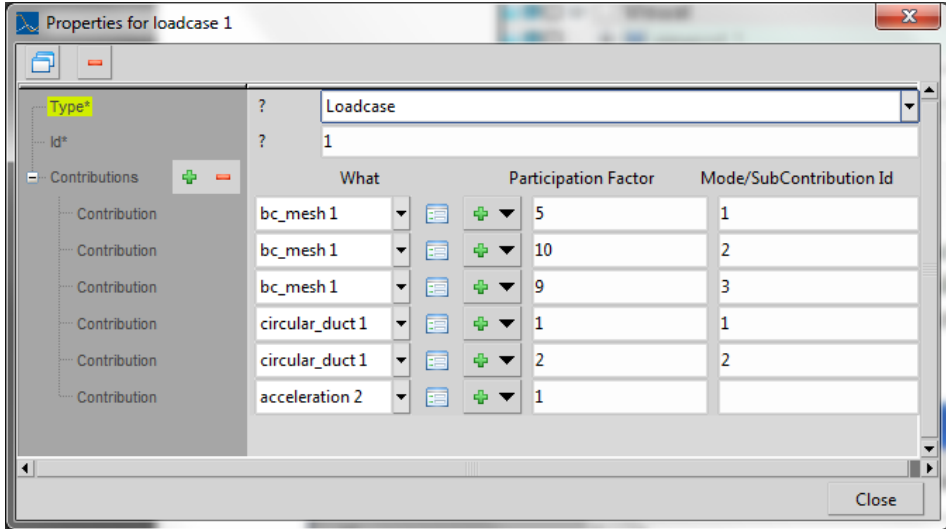 Properties for loadcase 1
Type* ? Loadcase
Id* ? 1
Contributions What Participation Factor Mode/SubContribution Id
Contribution bc_mesh 1 5 1
Contribution bc_mesh 1 10 2
Contribution bc_mesh 1 9 3
Contribution circular_duct 1 1 1
Contribution circular_duct 1 2 2
Contribution acceleration 2 1
Close